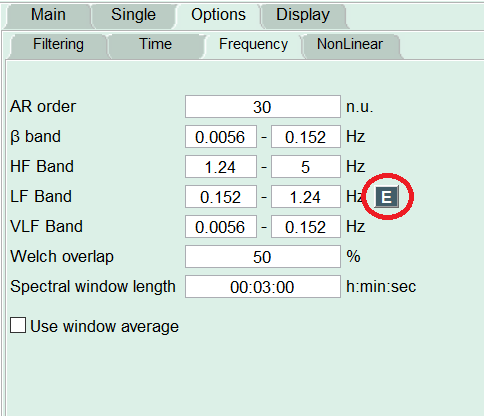 Main Single Options Display
Filtering Time Frequency NonLinear
AR order 30 n.u.
β band 0.0056 - 0.152 Hz
HF Band 1.24 - 5 Hz
LF Band 0.152 - 1.24 Hz E
VLF Band 0.0056 - 0.152 Hz
Welch overlap 50 %
Spectral window length 00:03:00 h:min:sec
Use window average